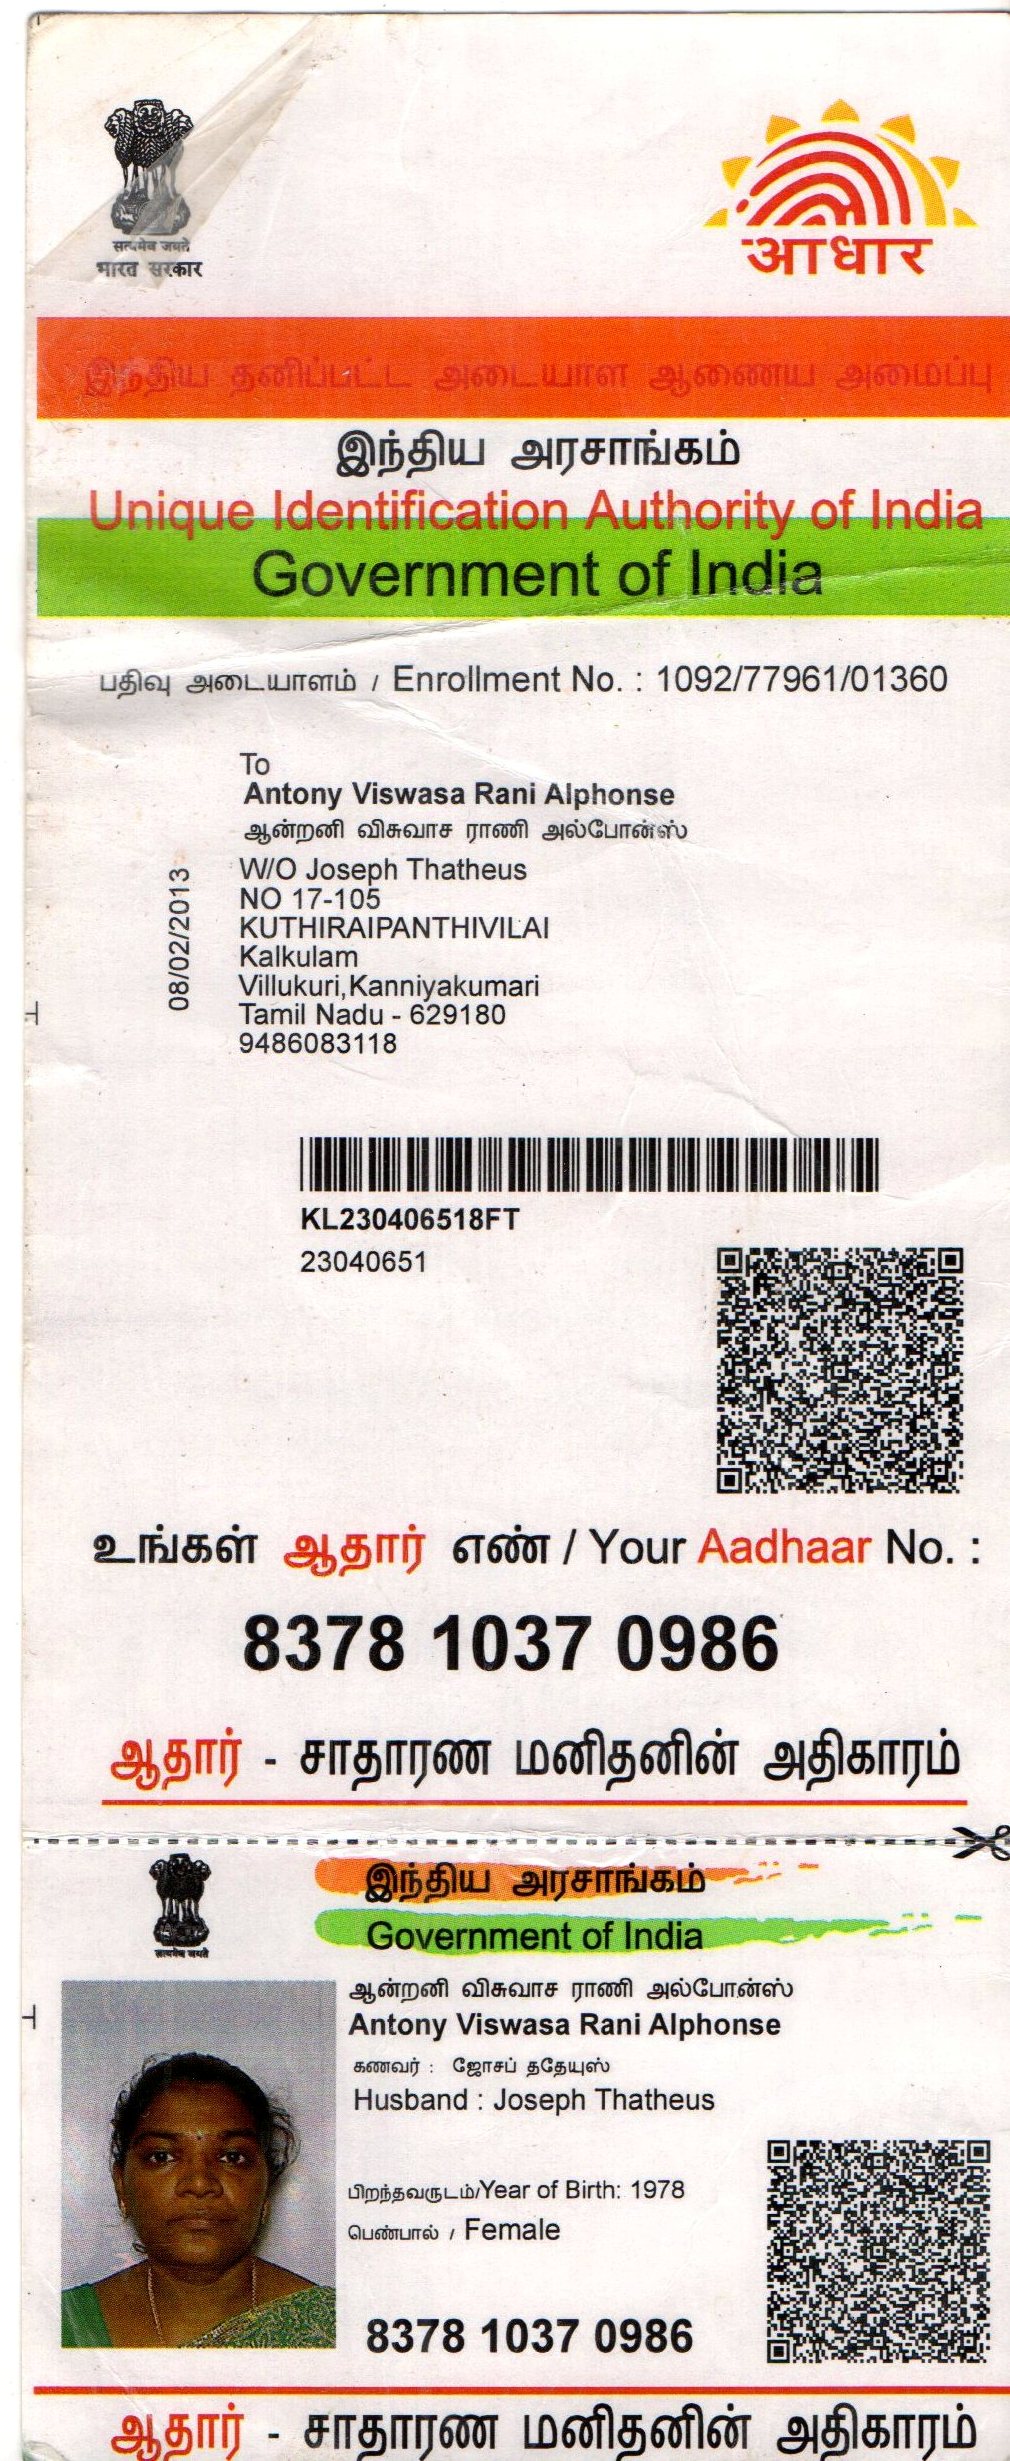 सत्यमेव जयते
भारत सरकार
आधार
இந்திய தனிப்பட்ட அடையாள ஆணைய அமைப்பு
இந்திய அரசாங்கம்
Unique Identification Authority of India
Government of India
பதிவு அடையாளம் / Enrollment No. : 1092/77961/01360
To
Antony Viswasa Rani Alphonse
ஆன்றனி விசுவாச ராணி அல்போன்ஸ்
W/O Joseph Thatheus
NO 17-105
KUTHIRAIPANTHIVILAI
Kalkulam
Villukuri,Kanniyakumari
Tamil Nadu - 629180
9486083118
08/02/2013
KL230406518FT
23040651
உங்கள் ஆதார் எண் / Your Aadhaar No. :
8378 1037 0986
ஆதார் - சாதாரண மனிதனின் அதிகாரம்
இந்திய அரசாங்கம்
Government of India
सत्यमेव जयते
ஆன்றனி விசுவாச ராணி அல்போன்ஸ்
Antony Viswasa Rani Alphonse
கணவர் : ஜோசப் ததேயுஸ்
Husband : Joseph Thatheus
பிறந்தவருடம்/Year of Birth: 1978
பெண்பால் / Female
8378 1037 0986
ஆதார் - சாதாரண மனிதனின் அதிகாரம்